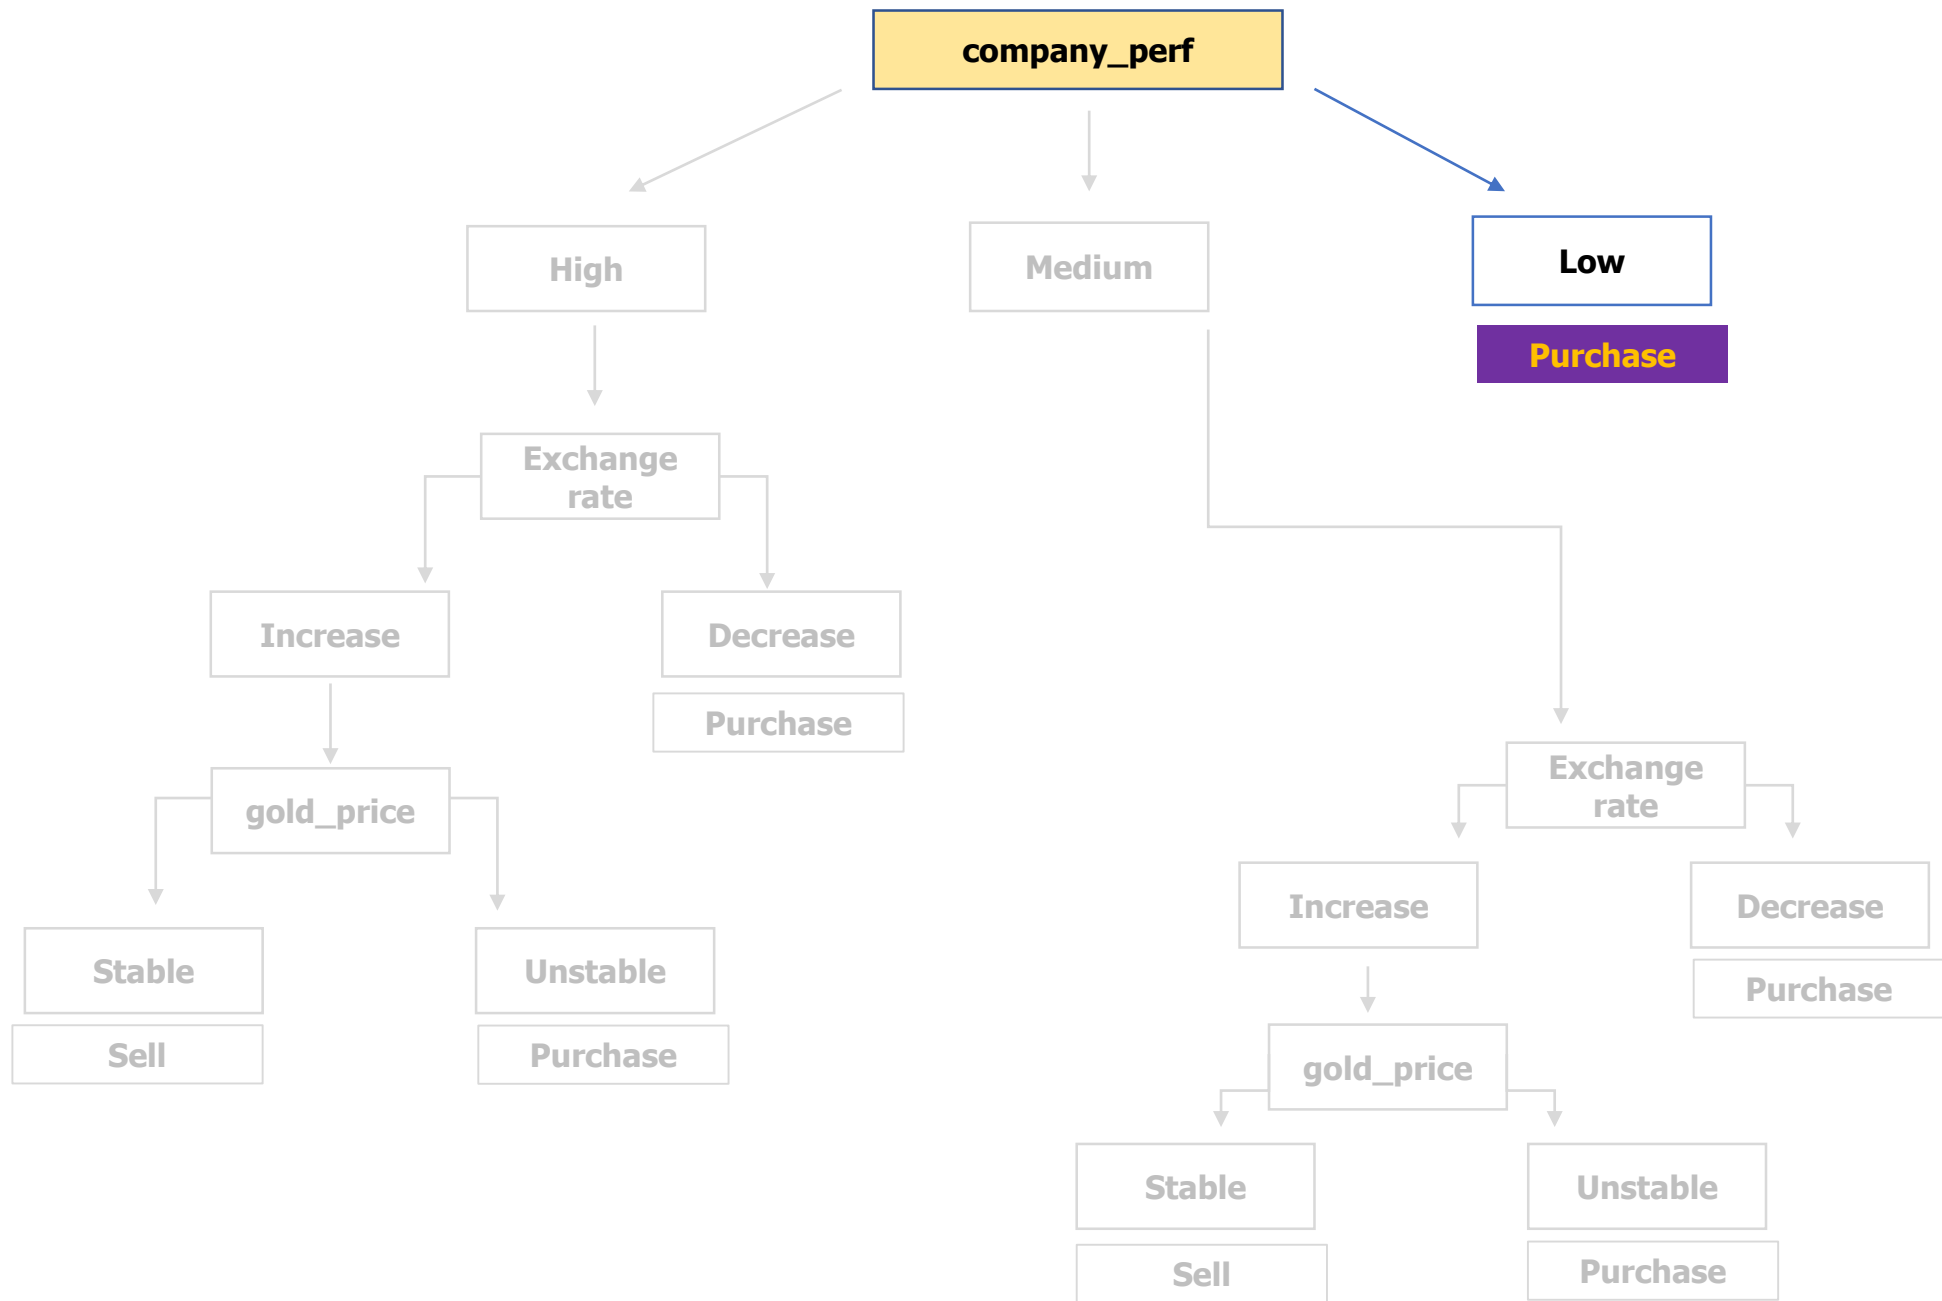 company_perf
High
Medium
Low
Purchase
Exchange
rate
Increase
Decrease
Purchase
gold_price
Stable
Unstable
Sell
Purchase
Exchange
rate
Increase
Decrease
Purchase
gold_price
Stable
Unstable
Sell
Purchase